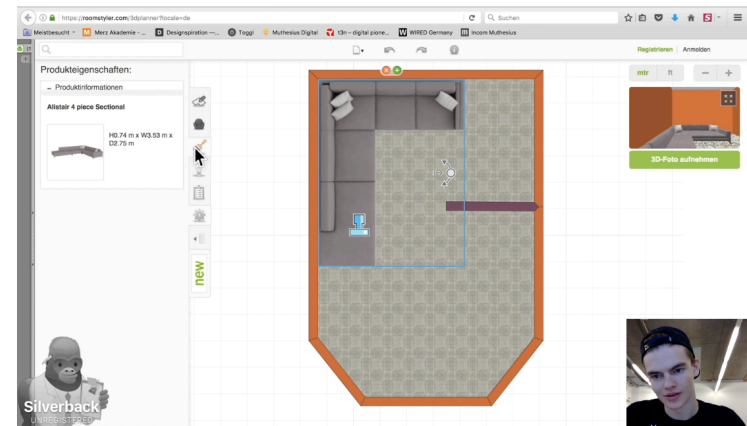 https://roomstyler.com/3dplanner?locale=de
Suchen
Meistbesucht
Merz Akademie - ...
Designspiration —...
Toggl
Muthesius Digital
t3n – digital pione...
WIRED Germany
Incom Muthesius
Registrieren
Anmelden
Produkteigenschaften:
– Produktinformationen
Alistair 4 piece Sectional
H0.74 m x W3.53 m x
D2.75 m
new
mtr
ft
3D-Foto aufnehmen
Silverback
UNREGISTERED